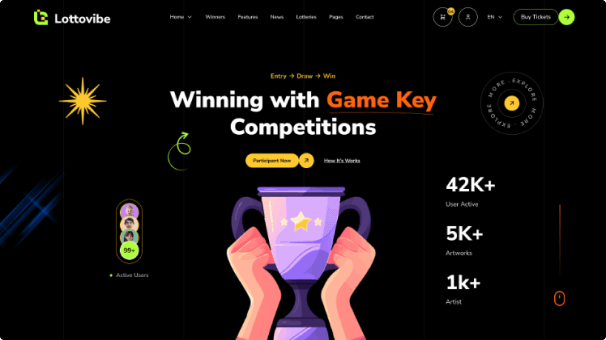 Lottovibe
Home Winners Features News Lotteries Pages Contact
EN
Buy Tickets
Entry → Draw → Win
Winning with Game Key
Competitions
Participant Now
How It's Works
EXPLORE MORE EXPLORE MORE
42K+
User Active
5K+
Artworks
1k+
Artist
99+
Active Users